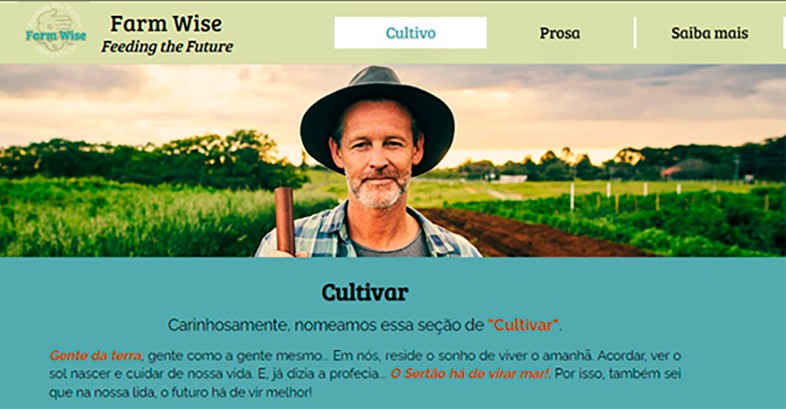 Farm Wise
Farm Wise
Feeding the Future
Cultivo
Prosa
Saiba mais
Cultivar
Carinhosamente, nomeamos essa seção de "Cultivar".
Gente da terra, gente como a gente mesmo... Em nós, reside o sonho de viver o amanhã. Acordar, ver o
sol nascer e cuidar de nossa vida. E, já dizia a profecia... O Sertão há de virar mar!. Por isso, também sei
que na nossa lida, o futuro há de vir melhor!